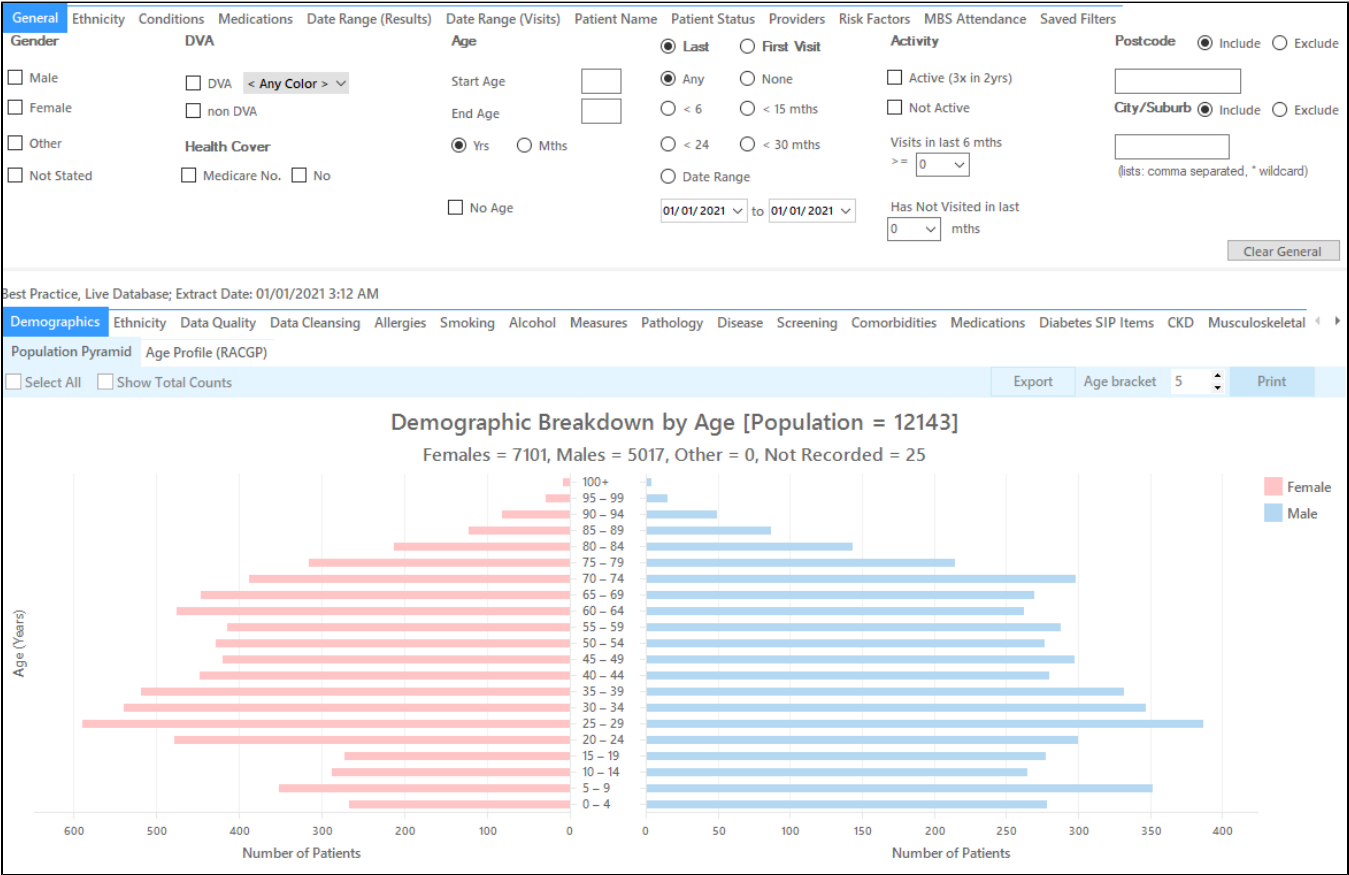 General Ethnicity Conditions Medications Date Range (Results) Date Range (Visits) Patient Name Patient Status Providers Risk Factors MBS Attendance Saved Filters
Gender DVA Age Last First Visit Activity Postcode Include Exclude
Male DVA < Any Color > Start Age Any None Active (3x in 2yrs)
Female non DVA End Age < 6 < 15 mths Not Active City/Suburb Include Exclude
Other Health Cover Yrs Mths < 24 < 30 mths Visits in last 6 mths
>= 0
Not Stated Medicare No. No Date Range (lists: comma separated, * wildcard)
No Age 01/01/2021 to 01/01/2021 Has Not Visited in last
0 mths
Clear General
Best Practice, Live Database; Extract Date: 01/01/2021 3:12 AM
Demographics Ethnicity Data Quality Data Cleansing Allergies Smoking Alcohol Measures Pathology Disease Screening Comorbidities Medications Diabetes SIP Items CKD Musculoskeletal
Population Pyramid Age Profile (RACGP)
Select All Show Total Counts Export Age bracket 5 Print
Demographic Breakdown by Age [Population = 12143]
Females = 7101, Males = 5017, Other = 0, Not Recorded = 25
Female
Male
Age (Years)
100+
95 – 99
90 – 94
85 – 89
80 – 84
75 – 79
70 – 74
65 – 69
60 – 64
55 – 59
50 – 54
45 – 49
40 – 44
35 – 39
30 – 34
25 – 29
20 – 24
15 – 19
10 – 14
5 – 9
0 – 4
600 500 400 300 200 100 0 0 50 100 150 200 250 300 350 400
Number of Patients Number of Patients